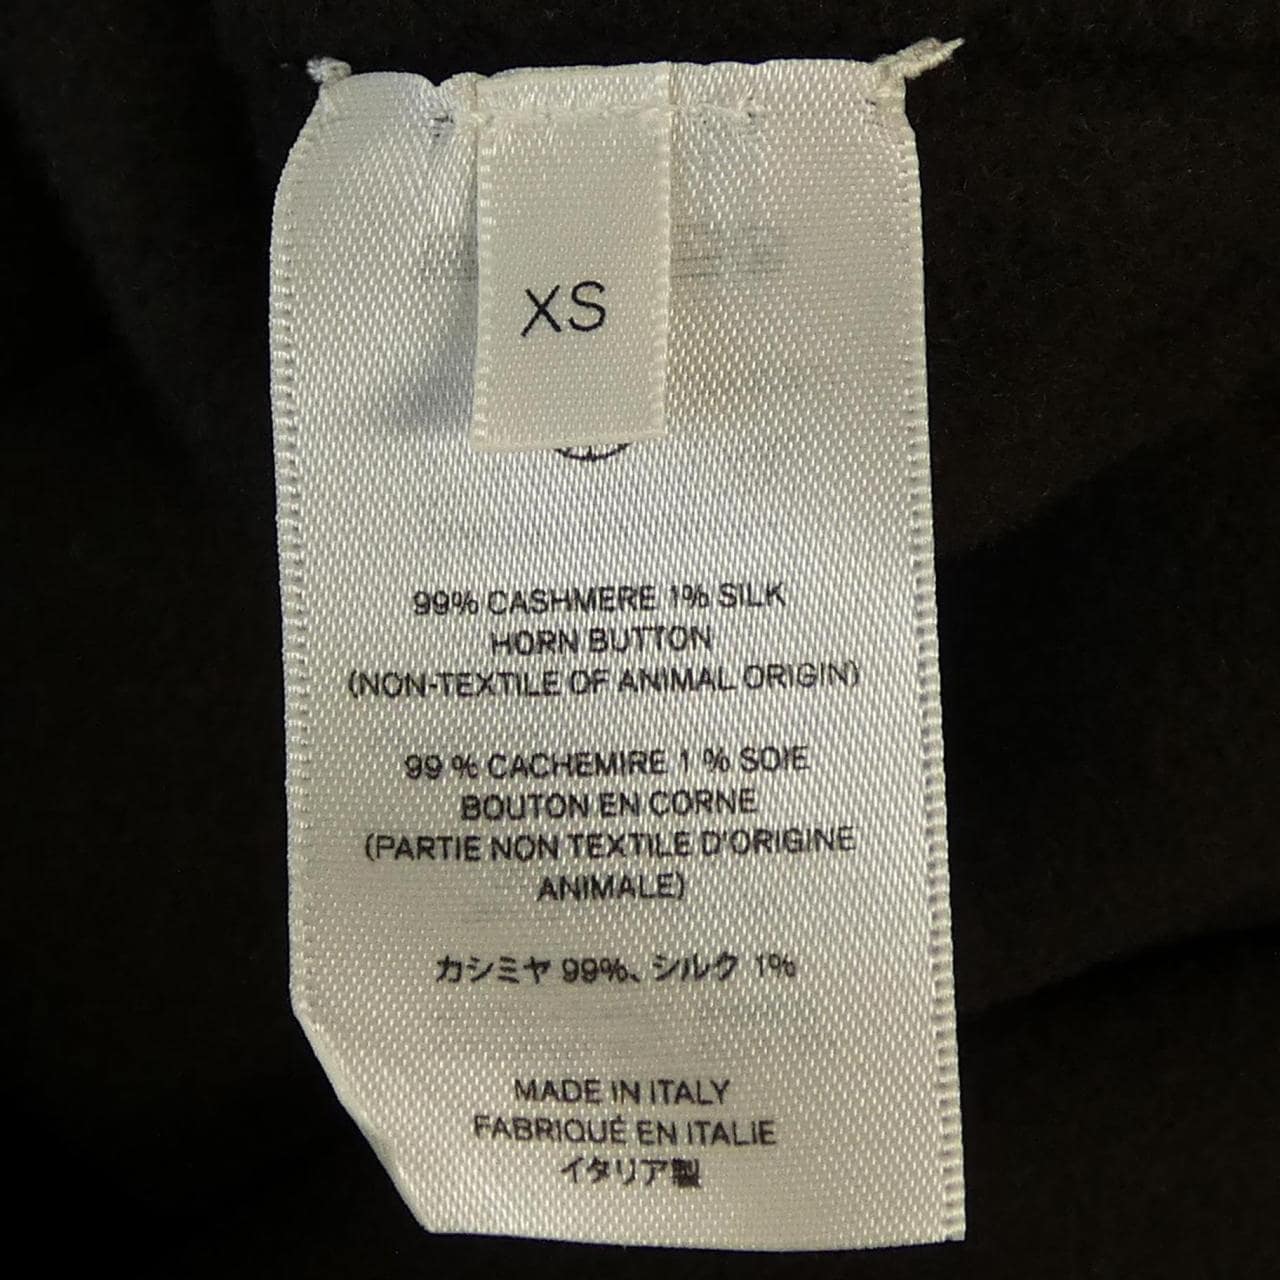 XS
99% CASHMERE 1% SILK
HORN BUTTON
(NON-TEXTILE OF ANIMAL ORIGIN)
99 % CACHEMIRE 1 % SOIE
BOUTON EN CORNE
(PARTIE NON TEXTILE D'ORIGINE
ANIMALE)
カシミヤ 99%、シルク 1%
MADE IN ITALY
FABRIQUÉ EN ITALIE
イタリア製